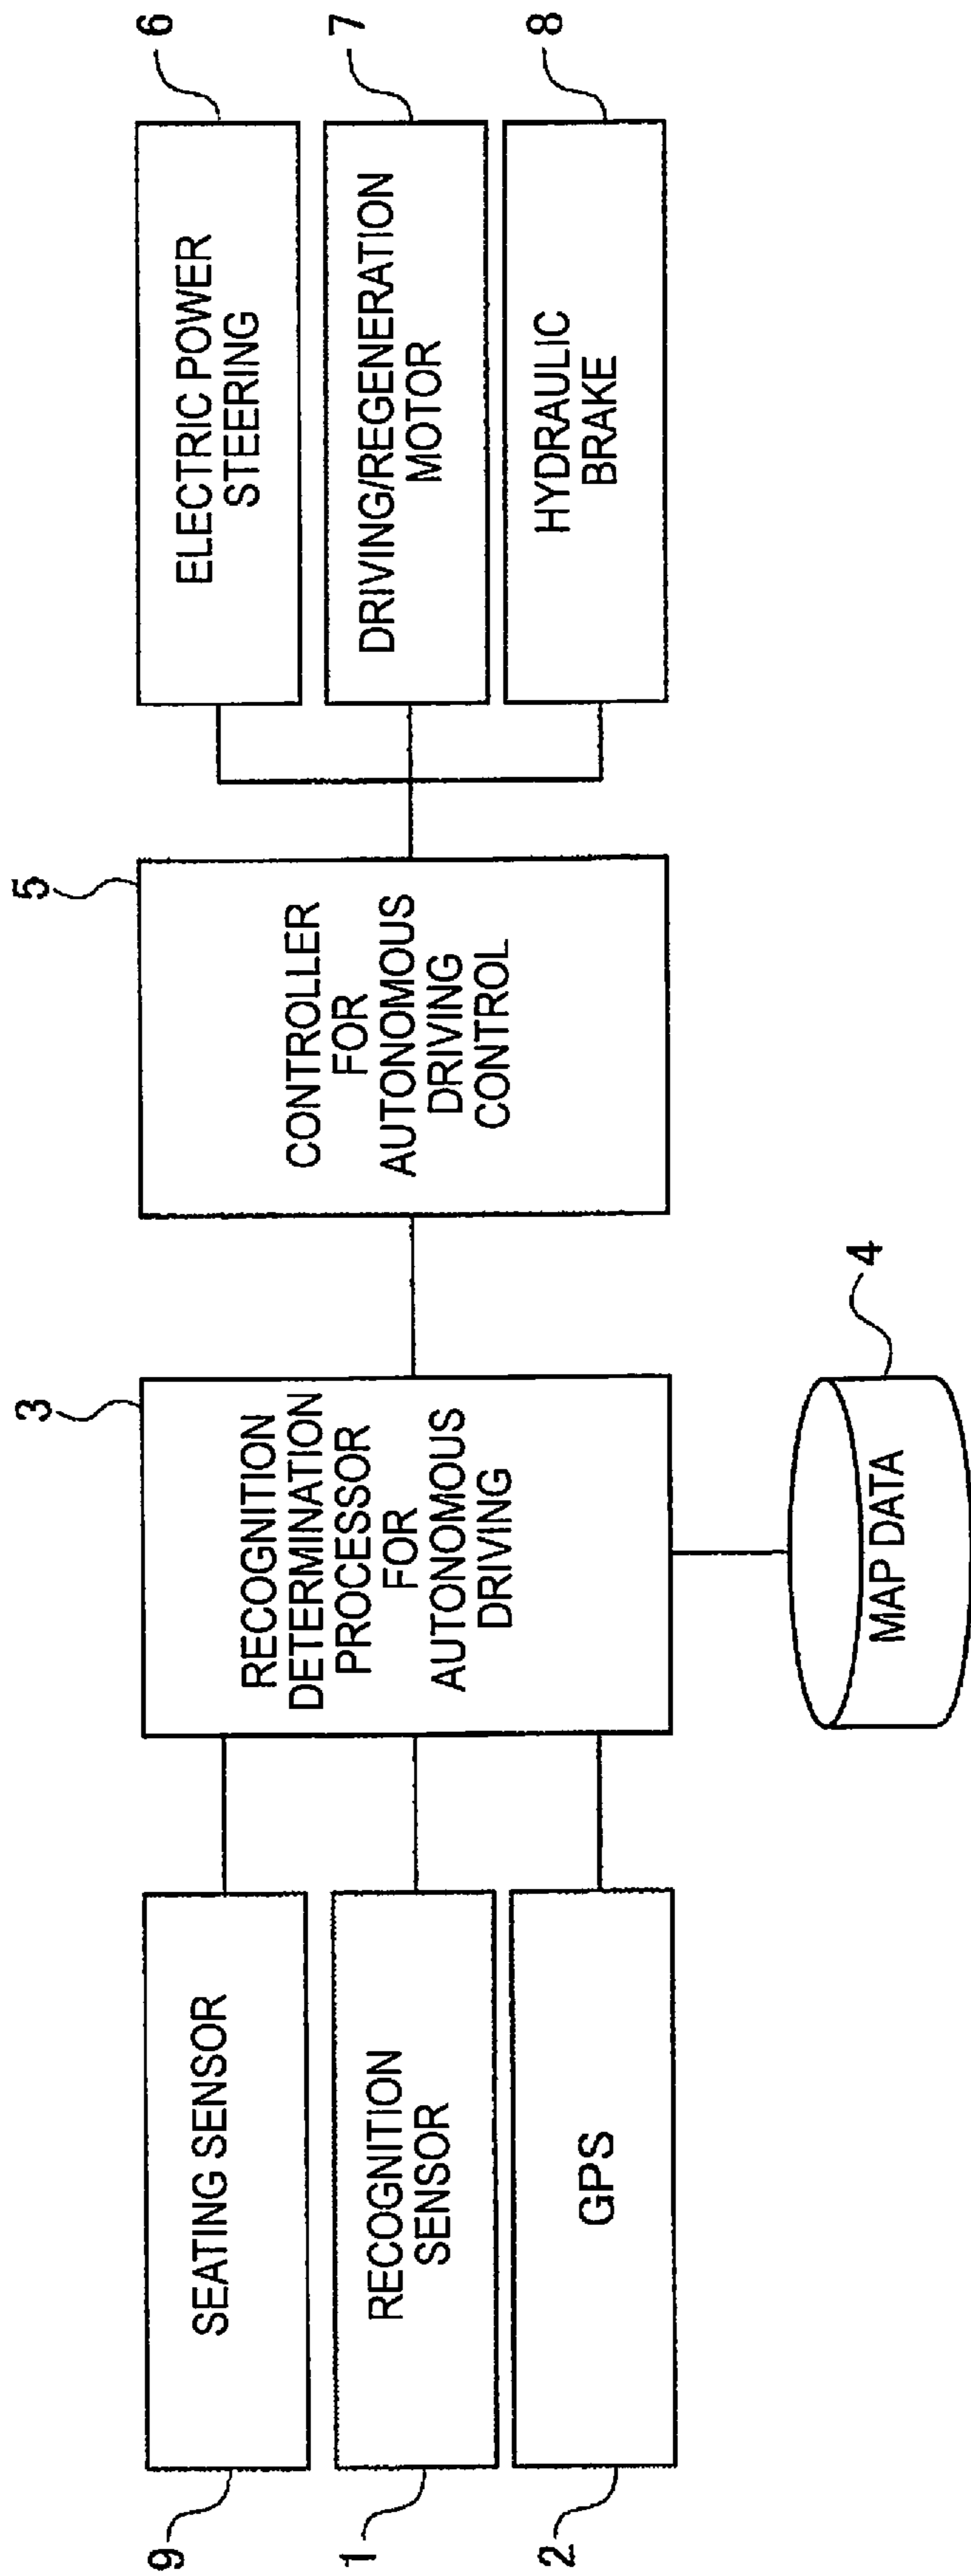 9
SEATING SENSOR
1
RECOGNITION
SENSOR
2
GPS
3
RECOGNITION
DETERMINATION
PROCESSOR
FOR
AUTONOMOUS
DRIVING
4
MAP DATA
5
CONTROLLER
FOR
AUTONOMOUS
DRIVING
CONTROL
6
ELECTRIC POWER
STEERING
7
DRIVING/REGENERATION
MOTOR
8
HYDRAULIC
BRAKE